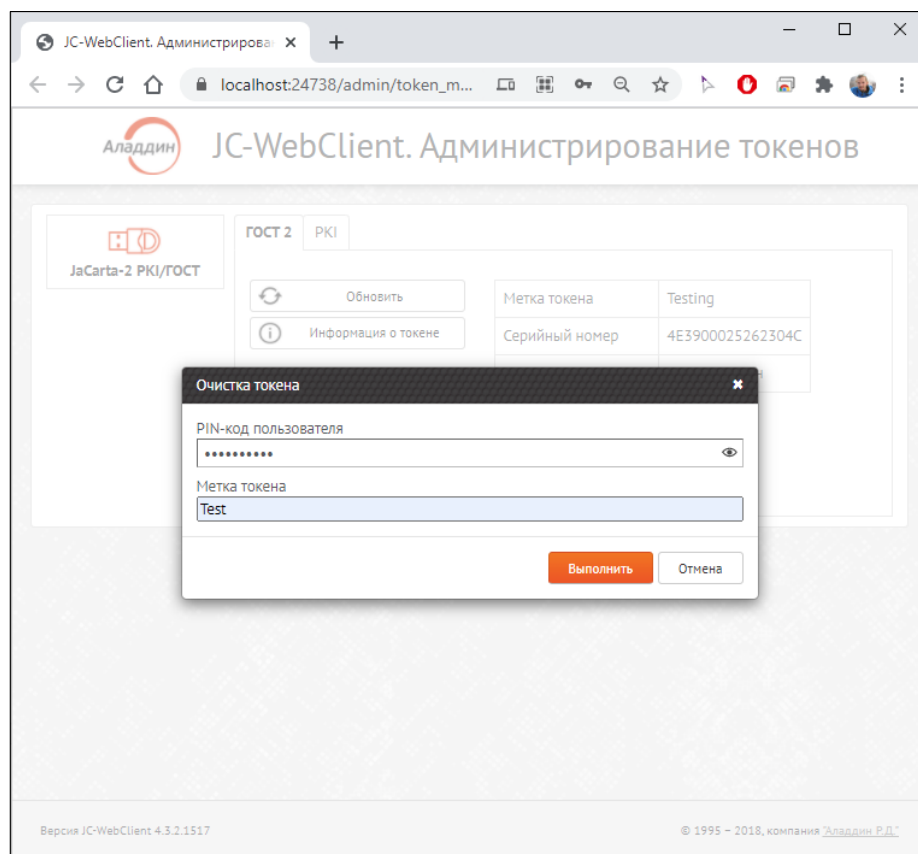 JC-WebClient. Администрирова
localhost:24738/admin/token_m...
Аладдин
JC-WebClient. Администрирование токенов
JaCarta-2 PKI/ГОСТ
ГОСТ 2
PKI
Обновить
Информация о токене
Метка токена
Testing
Серийный номер
4E3900025262304C
Очистка токена
PIN-код пользователя
••••••••••
Метка токена
Test
Выполнить
Отмена
Версия JC-WebClient 4.3.2.1517
© 1995 – 2018, компания "Аладдин Р.Д."